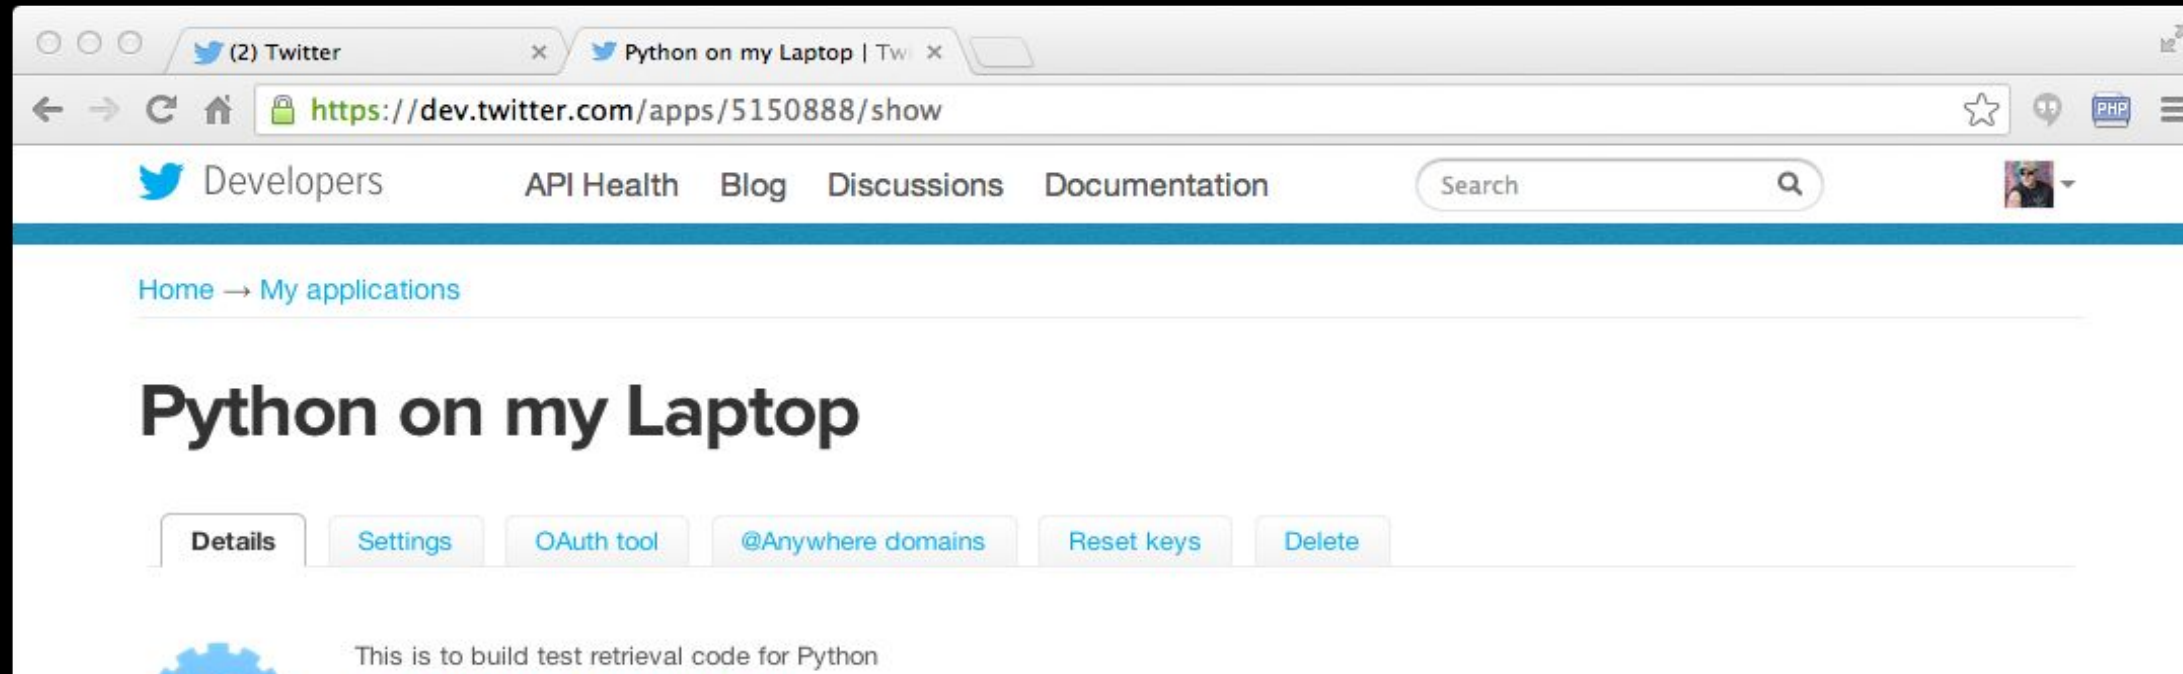 (2) Twitter
Python on my Laptop | Tw
https://dev.twitter.com/apps/5150888/show
PHP
Developers API Health Blog Discussions Documentation Search
Home → My applications
Python on my Laptop
Details Settings OAuth tool @Anywhere domains Reset keys Delete
This is to build test retrieval code for Python